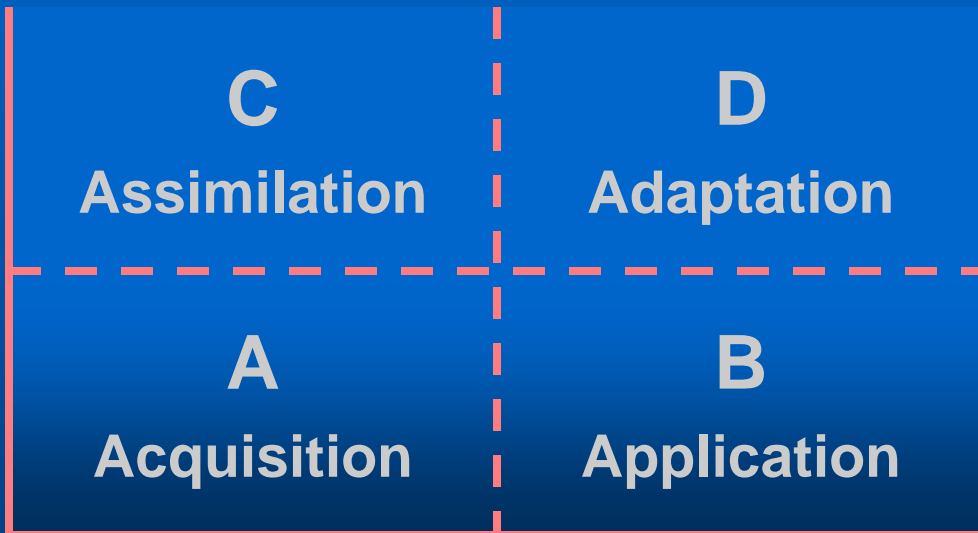 C
Assimilation
D
Adaptation
A
Acquisition
B
Application